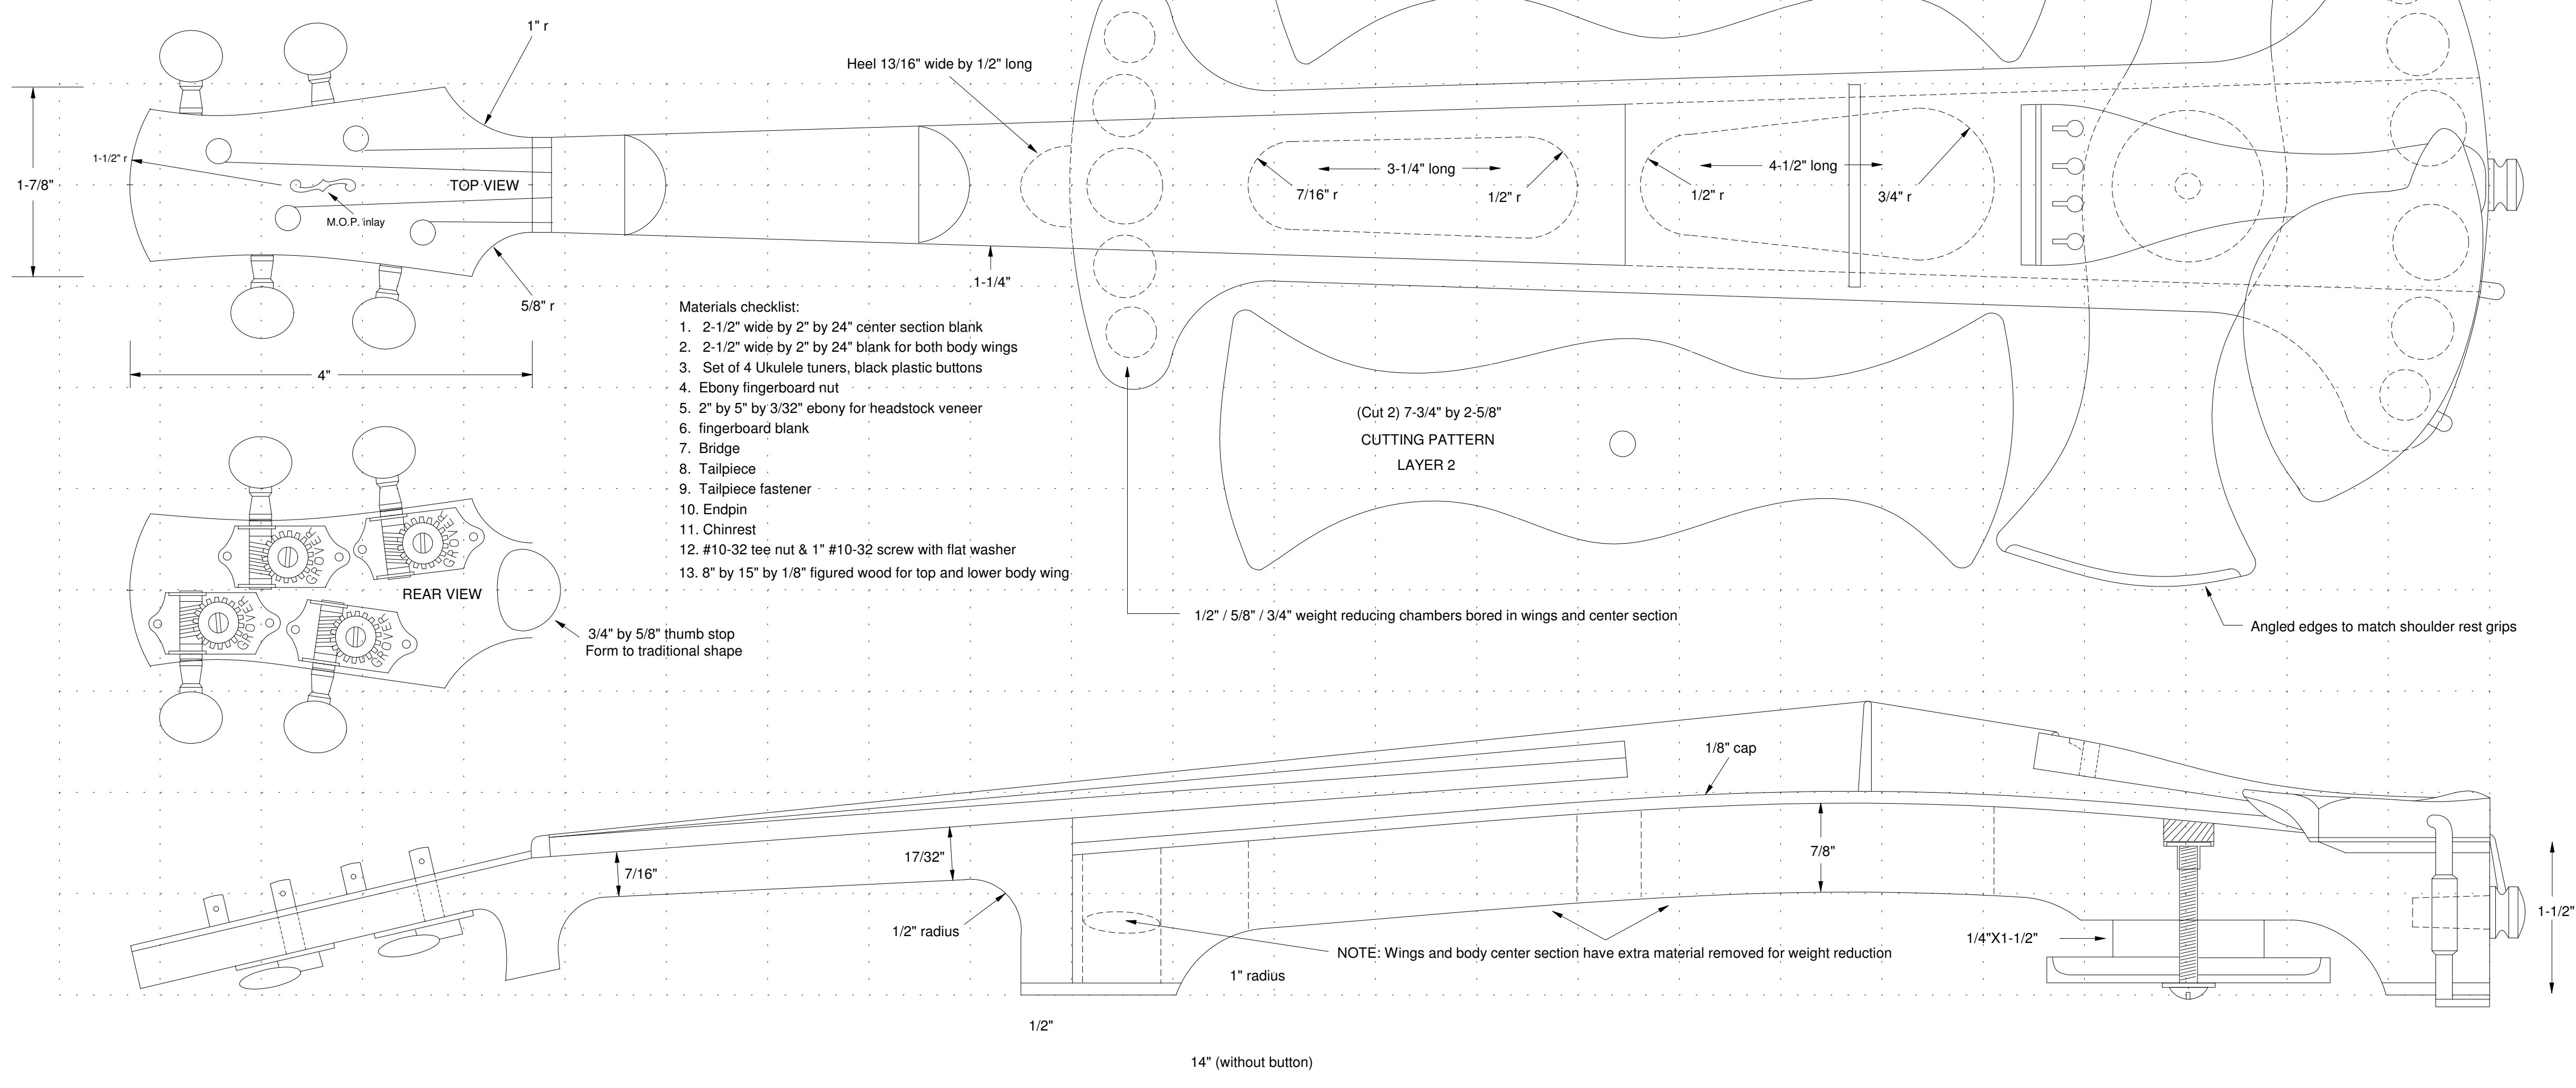 1" r
Heel 13/16" wide by 1/2" long
1-1/2" r
1-7/8"
TOP VIEW
M.O.P. inlay
3-1/4" long
7/16" r
1/2" r
4-1/2" long
1/2" r
3/4" r
1-1/4"
5/8" r
4"
Materials checklist:
1. 2-1/2" wide by 2" by 24" center section blank
2. 2-1/2" wide by 2" by 24" blank for both body wings
3. Set of 4 Ukulele tuners, black plastic buttons
4. Ebony fingerboard nut
5. 2" by 5" by 3/32" ebony for headstock veneer
6. fingerboard blank
7. Bridge
8. Tailpiece
9. Tailpiece fastener
10. Endpin
11. Chinrest
12. #10-32 tee nut & 1" #10-32 screw with flat washer
13. 8" by 15" by 1/8" figured wood for top and lower body wing
(Cut 2) 7-3/4" by 2-5/8"
CUTTING PATTERN
LAYER 2
GROVER
GROVER
GROVER
GROVER
REAR VIEW
3/4" by 5/8" thumb stop
Form to traditional shape
1/2" / 5/8" / 3/4" weight reducing chambers bored in wings and center section
Angled edges to match shoulder rest grips
1/8" cap
7/16"
17/32"
7/8"
1/2" radius
1/4"X1-1/2"
1-1/2"
NOTE: Wings and body center section have extra material removed for weight reduction
1" radius
1/2"
14" (without button)